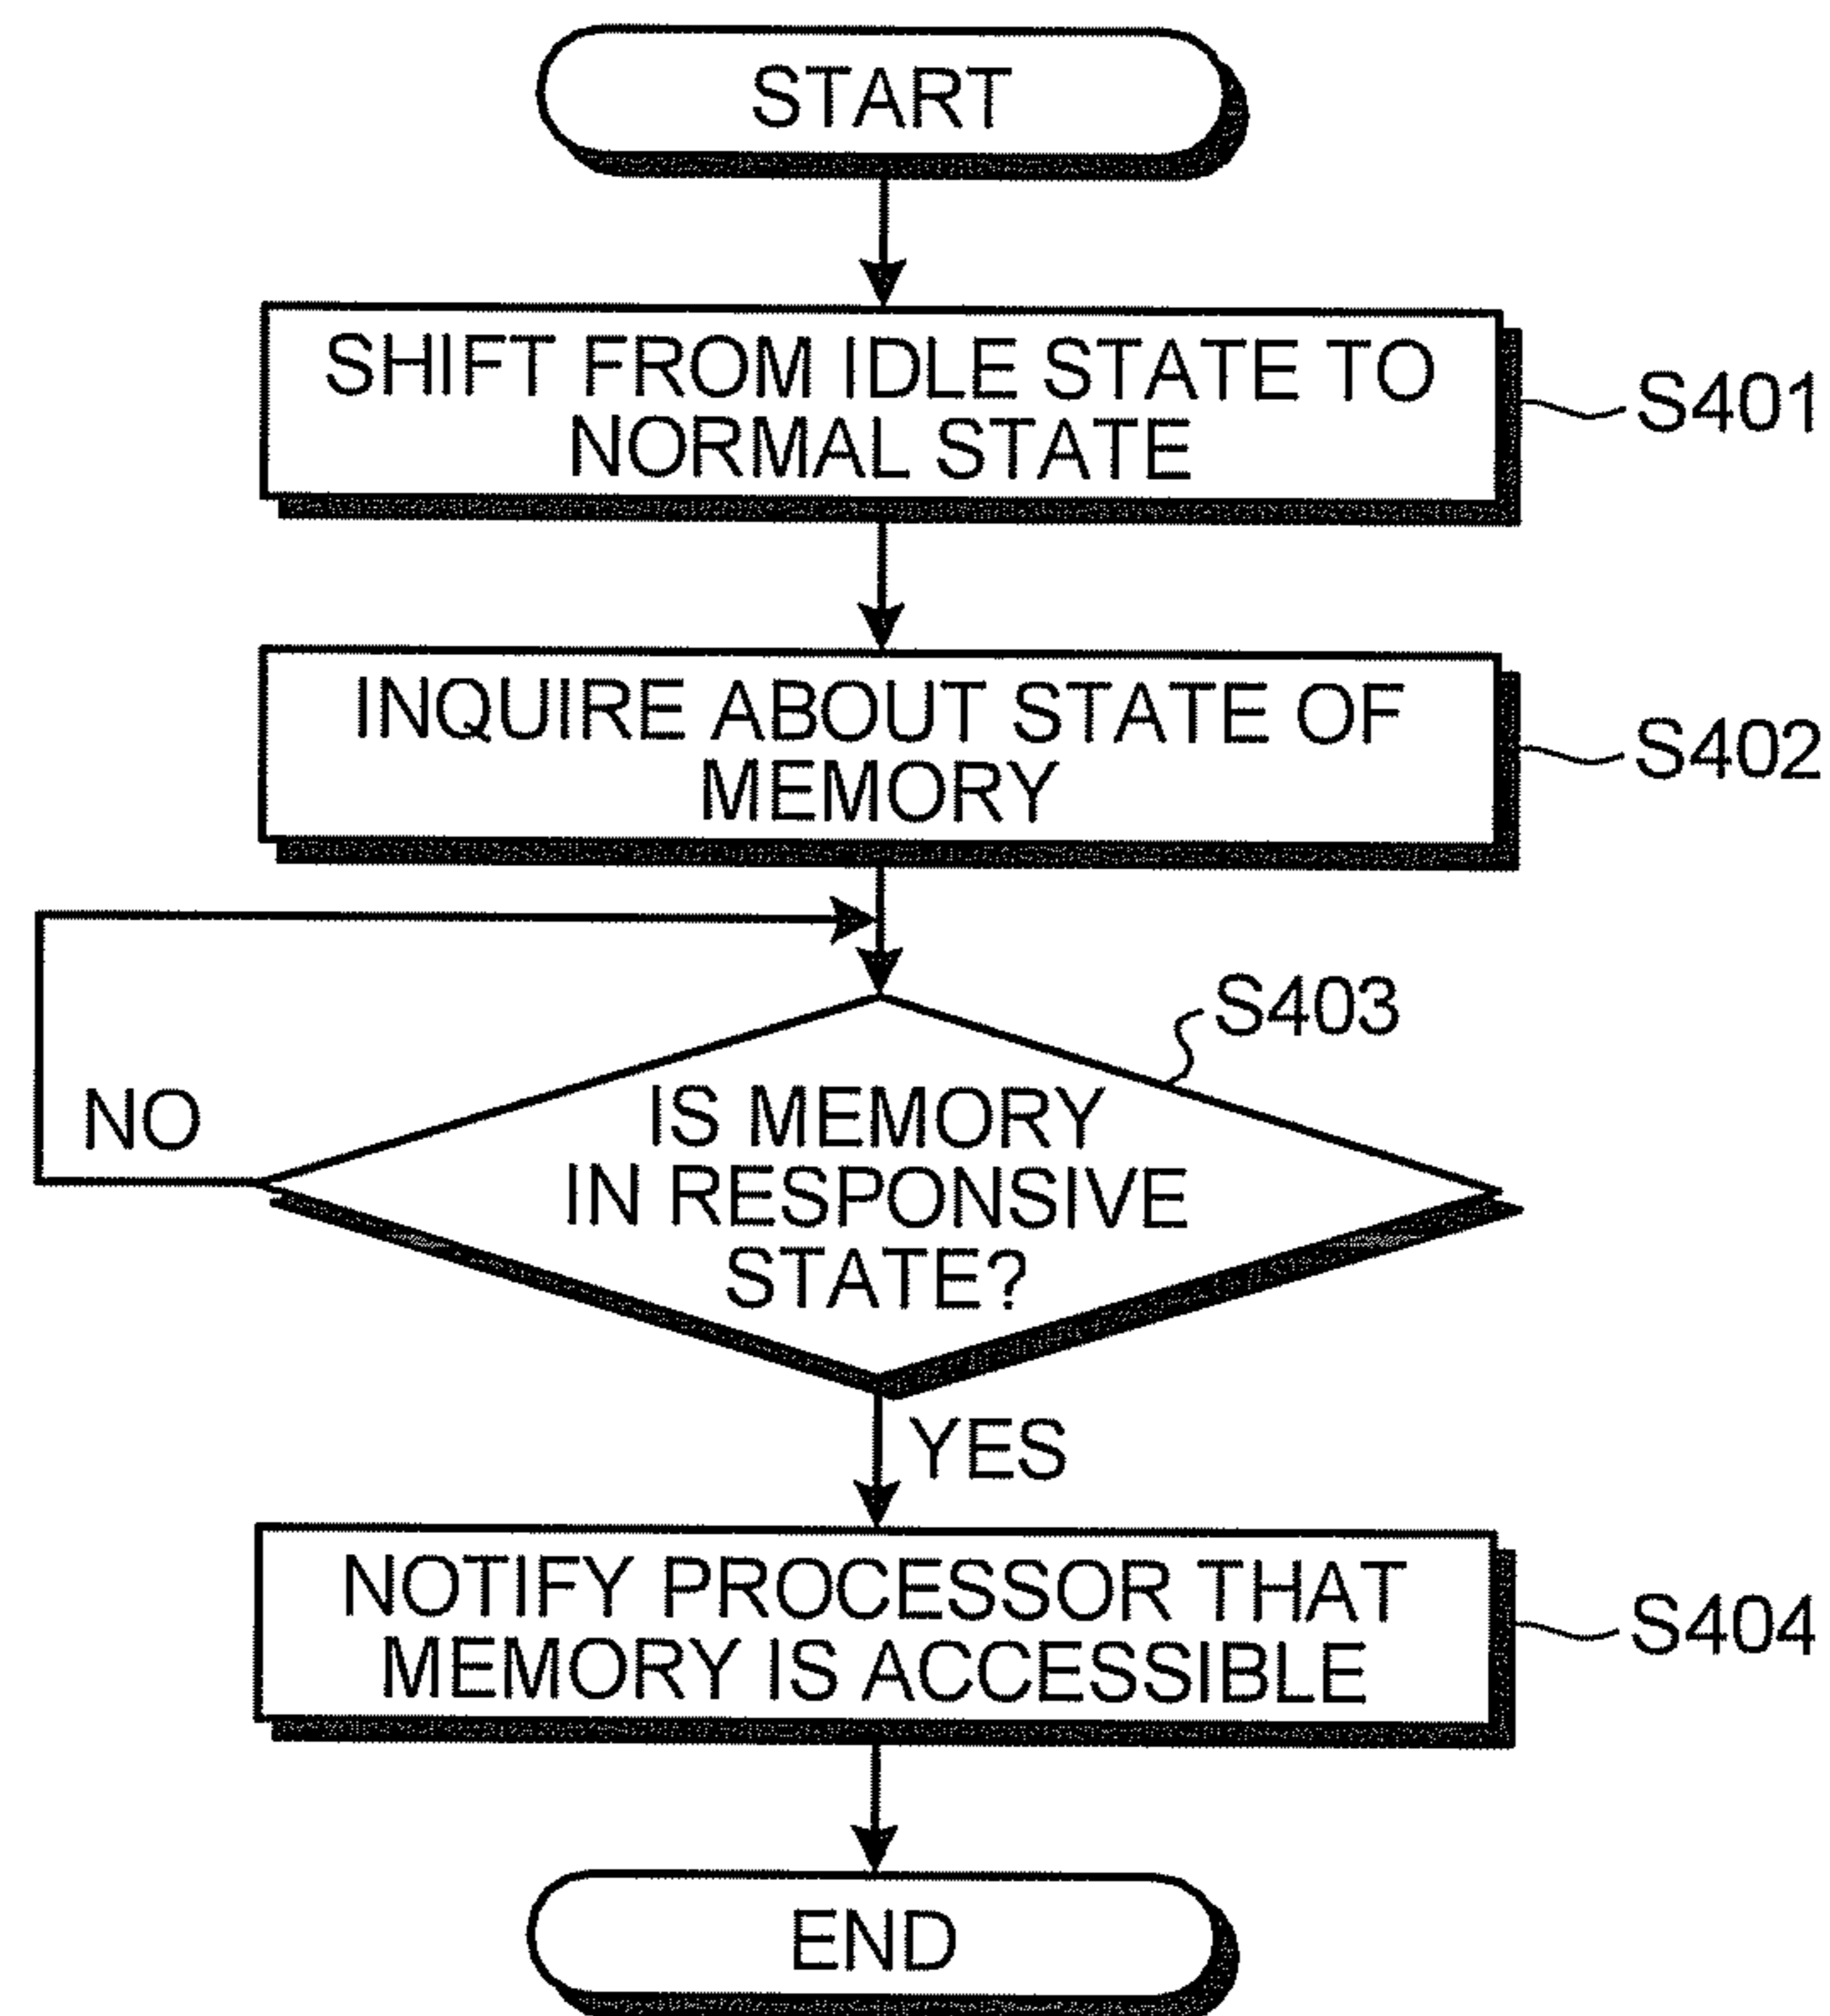 START
SHIFT FROM IDLE STATE TO
NORMAL STATE
S401
INQUIRE ABOUT STATE OF
MEMORY
S402
S403
IS MEMORY
IN RESPONSIVE
STATE?
NO
YES
NOTIFY PROCESSOR THAT
MEMORY IS ACCESSIBLE
S404
END